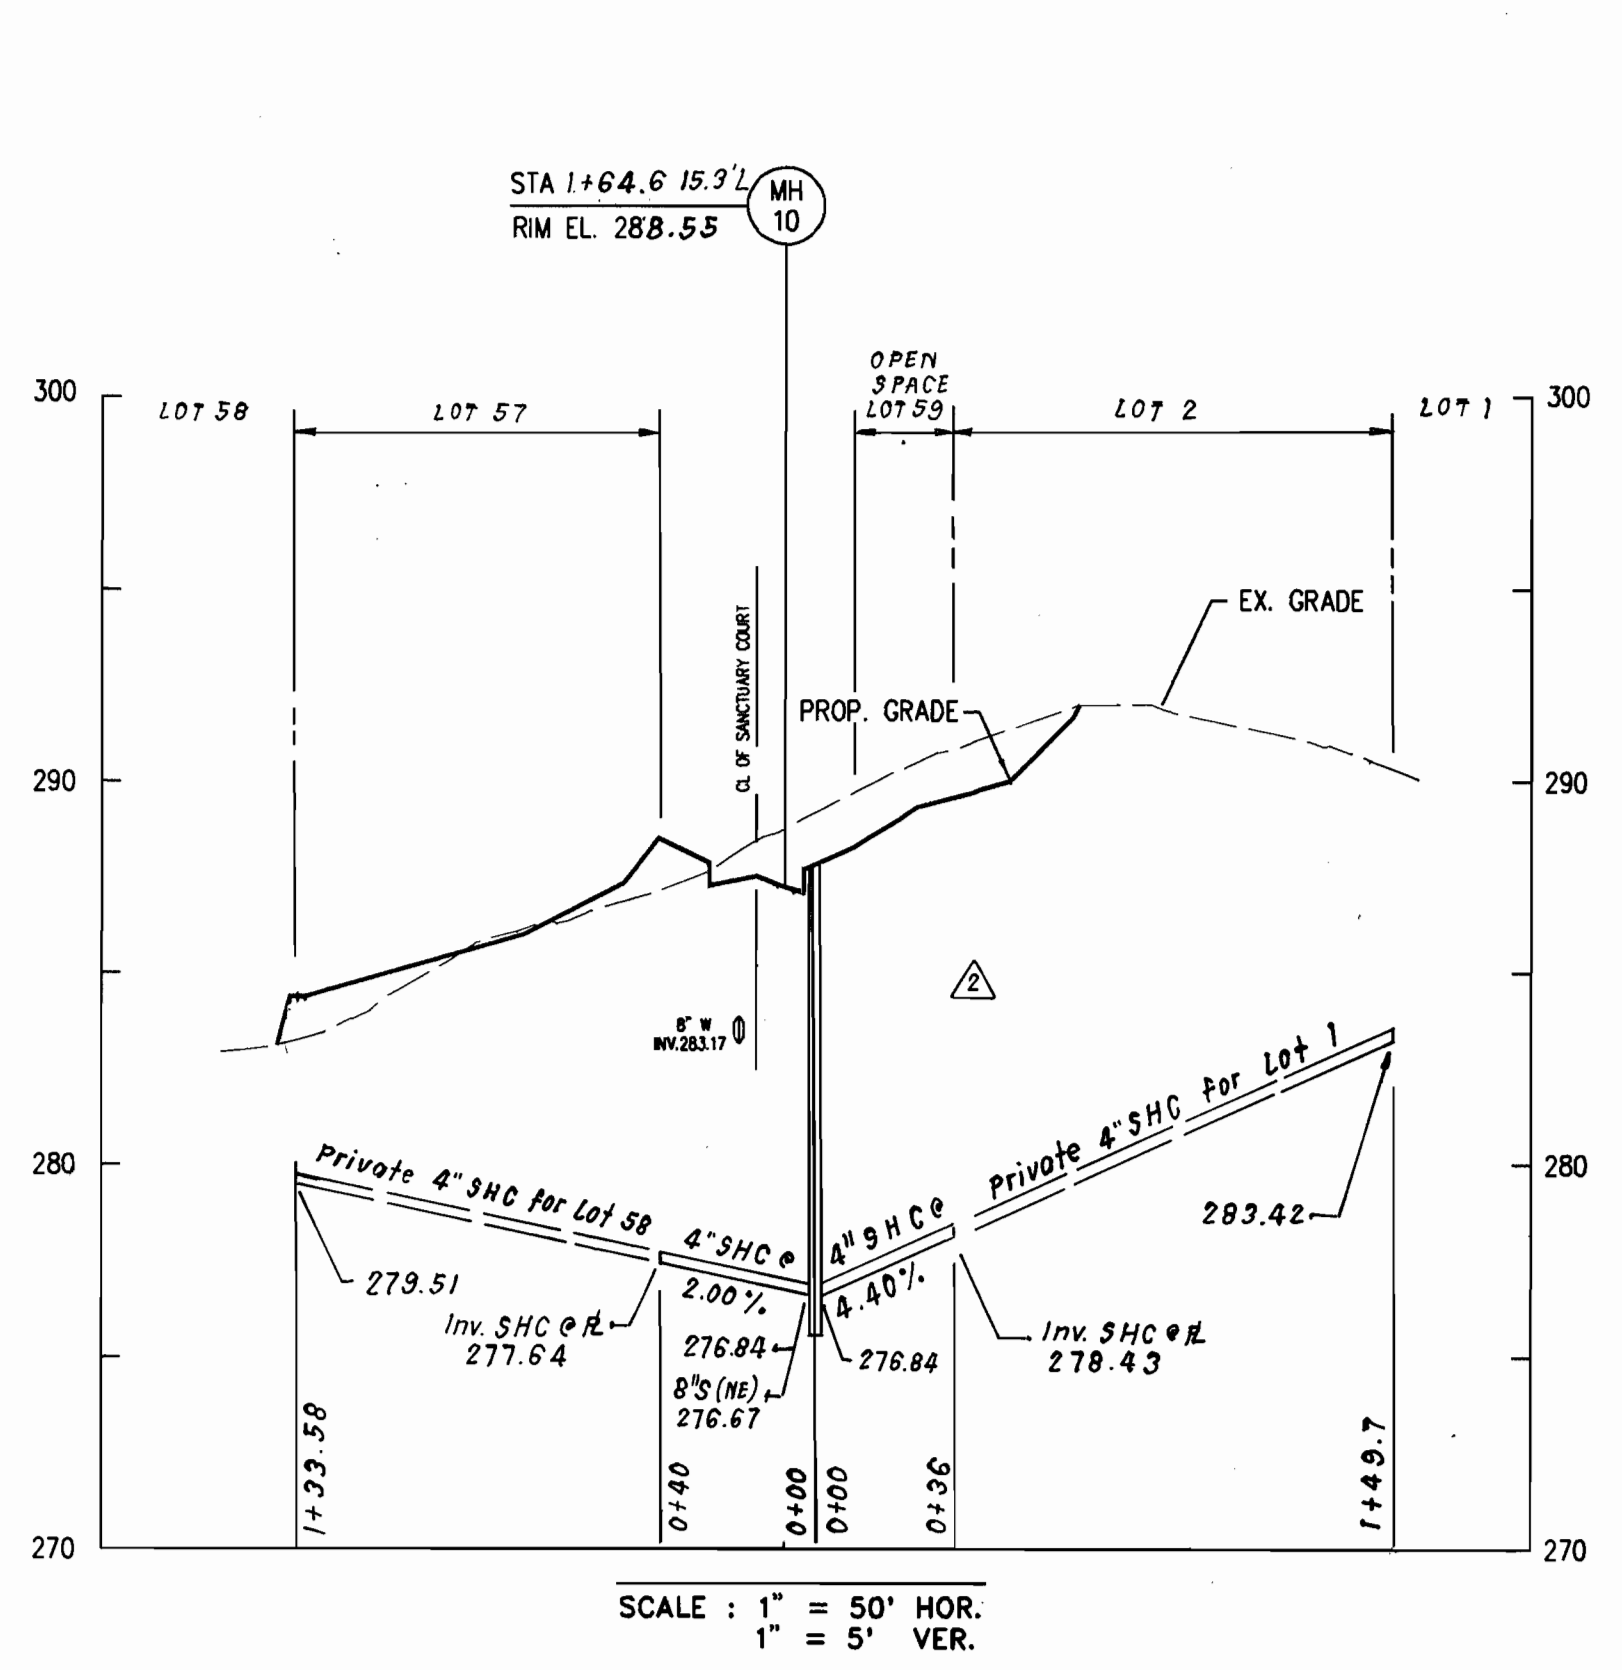 STA 1+64.6 15.3'L
RIM EL. 288.55
MH
10
OPEN
SPACE
LOT 59
300
LOT 58
LOT 57
LOT 2
LOT 1
300
CL OF SANCTUARY COURT
EX. GRADE
PROP. GRADE
290
290
2
8" W
INV.283.17
Private 4" SHC for Lot 58
4" SHC @
2.00%
4" SHC @
4.40%
Private 4" SHC for Lot 1
280
280
283.42
279.51
Inv. SHC @ PL
277.64
276.84
8"S (NE)
276.67
276.84
Inv. SHC @ PL
278.43
1+33.58
0+40
0+00
0+00
0+36
1+49.7
270
270
SCALE : 1" = 50' HOR.
1" = 5' VER.